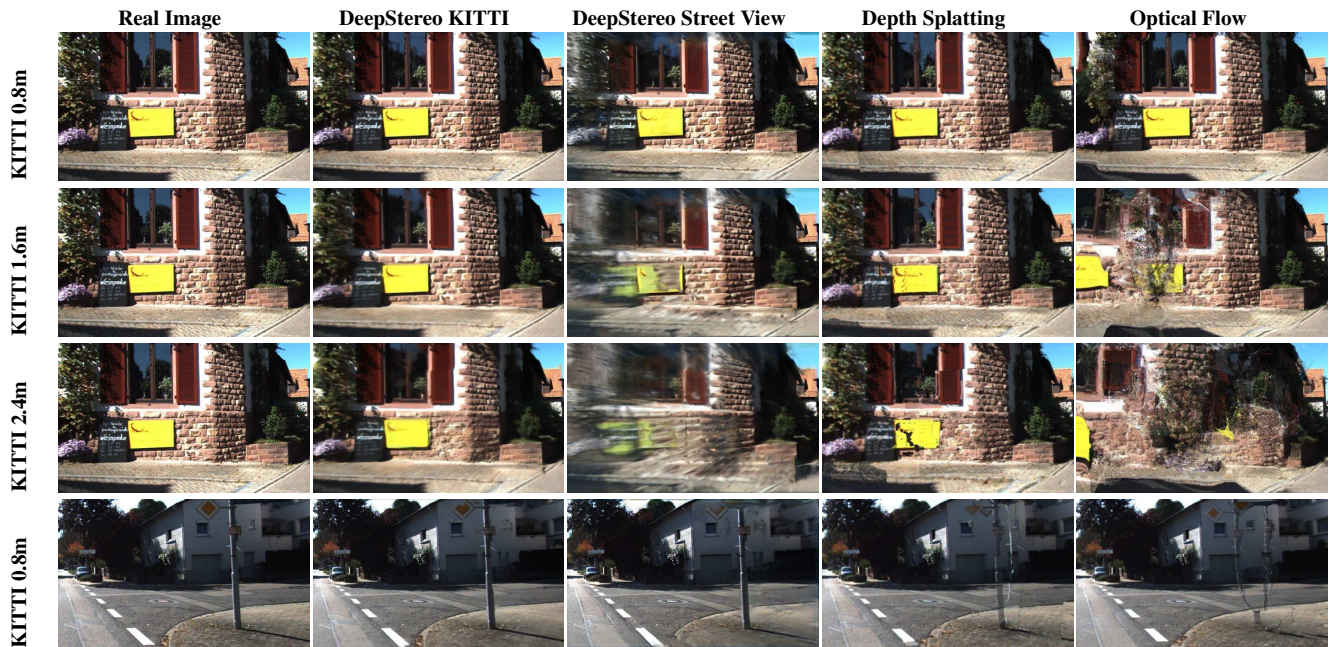 Real Image DeepStereo KITTI DeepStereo Street View Depth Splatting Optical Flow
KITTI 0.8m
KITTI 1.6m
KITTI 2.4m
KITTI 0.8m